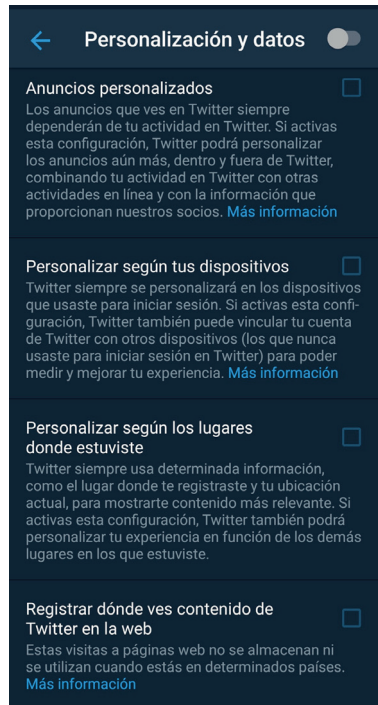 Personalización y datos
Anuncios personalizados
Los anuncios que ves en Twitter siempre
dependerán de tu actividad en Twitter. Si activas
esta configuración, Twitter podrá personalizar
los anuncios aún más, dentro y fuera de Twitter,
combinando tu actividad en Twitter con otras
actividades en línea y con la información que
proporcionan nuestros socios. Más información
Personalizar según tus dispositivos
Twitter siempre se personalizará en los dispositivos
que usaste para iniciar sesión. Si activas esta confi-
guración, Twitter también puede vincular tu cuenta
de Twitter con otros dispositivos (los que nunca
usaste para iniciar sesión en Twitter) para poder
medir y mejorar tu experiencia. Más información
Personalizar según los lugares
donde estuviste
Twitter siempre usa determinada información,
como el lugar donde te registraste y tu ubicación
actual, para mostrarte contenido más relevante. Si
activas esta configuración, Twitter también podrá
personalizar tu experiencia en función de los demás
lugares en los que estuviste.
Registrar dónde ves contenido de
Twitter en la web
Estas visitas a páginas web no se almacenan ni
se utilizan cuando estás en determinados países.
Más información